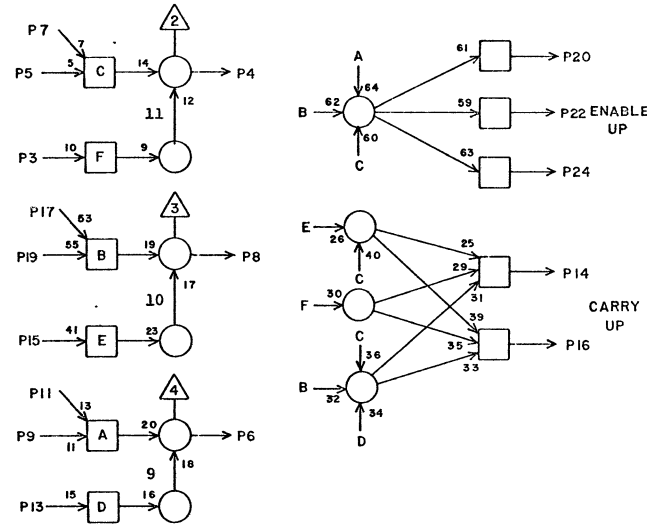 2
P7
7
P5
5
C
14
P4
12
11
P3
10
F
9
3
P17
53
P19
55
B
19
P8
17
10
P15
41
E
23
4
P11
13
P9
11
A
20
P6
18
9
P13
15
D
16
A
64
B
62
60
C
61
P20
59
P22 ENABLE
UP
63
P24
E
26
40
C
25
29
31
P14
F
30
CARRY
UP
39
35
33
P16
C
36
B
32
34
D